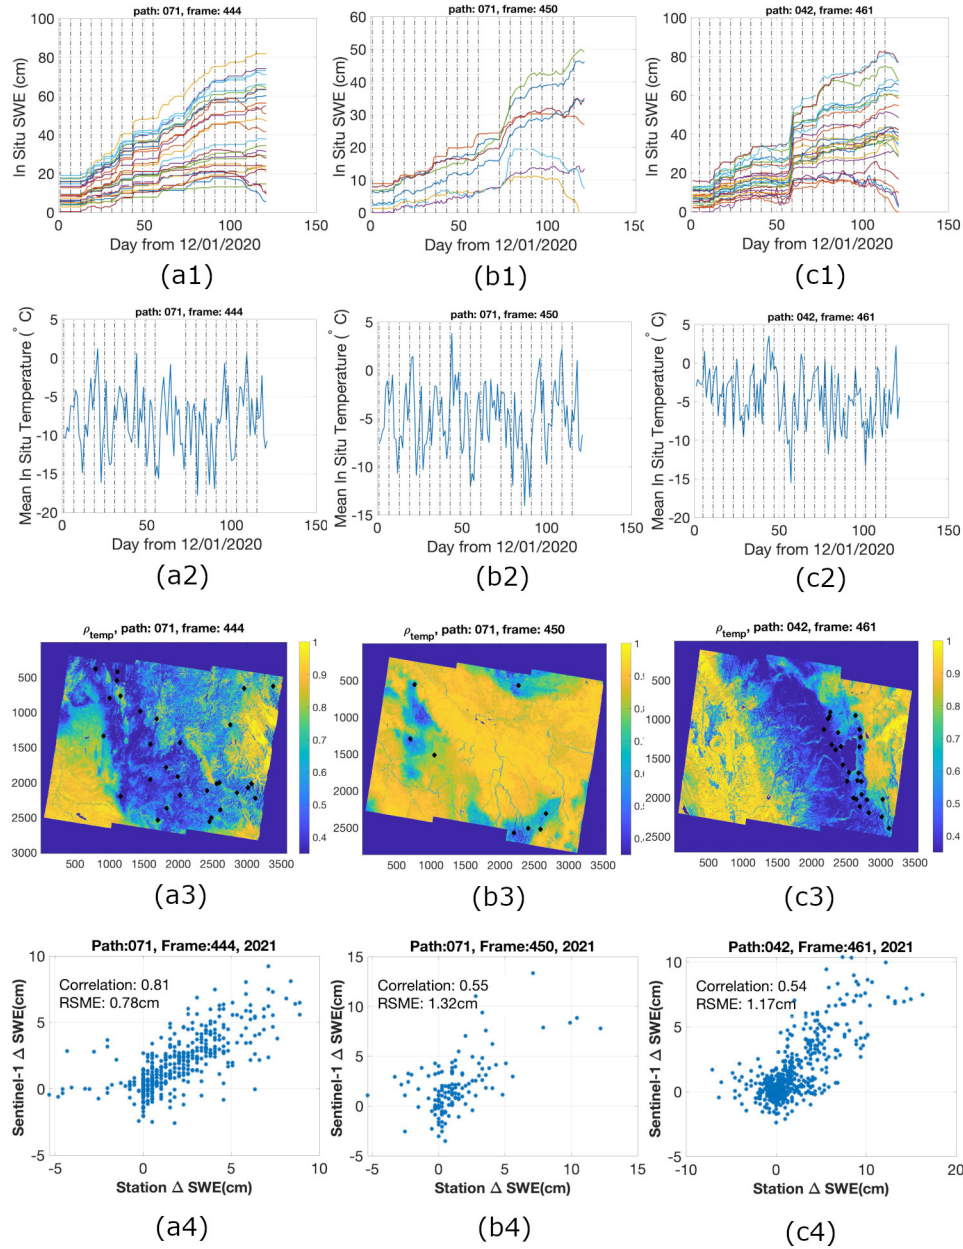 path: 071, frame: 444
In Situ SWE (cm)
100
80
60
40
20
0
0 50 100 150
Day from 12/01/2020
(a1)
path: 071, frame: 450
In Situ SWE (cm)
60
50
40
30
20
10
0
0 50 100 150
Day from 12/01/2020
(b1)
path: 042, frame: 461
In Situ SWE (cm)
100
80
60
40
20
0
0 50 100 150
Day from 12/01/2020
(c1)
path: 071, frame: 444
Mean In Situ Temperature (° C)
5
0
-5
-10
-15
-20
0 50 100 150
Day from 12/01/2020
(a2)
path: 071, frame: 450
Mean In Situ Temperature (° C)
5
0
-5
-10
-15
0 50 100 150
Day from 12/01/2020
(b2)
path: 042, frame: 461
Mean In Situ Temperature (° C)
5
0
-5
-10
-15
-20
0 50 100 150
Day from 12/01/2020
(c2)
ρtemp, path: 071, frame: 444
500
1000
1500
2000
2500
3000
500 1000 1500 2000 2500 3000 3500
1
0.9
0.8
0.7
0.6
0.5
0.4
(a3)
ρtemp, path: 071, frame: 450
500
1000
1500
2000
2500
500 1000 1500 2000 2500 3000 3500
(b3)
ρtemp, path: 042, frame: 461
500
1000
1500
2000
2500
500 1000 1500 2000 2500 3000 3500
1
0.9
0.8
0.7
0.6
0.5
0.4
(c3)
Path:071, Frame:444, 2021
Correlation: 0.81
RSME: 0.78cm
Sentinel-1 Δ SWE(cm)
10
5
0
-5
-5 0 5 10
Station Δ SWE(cm)
(a4)
Path:071, Frame:450, 2021
Correlation: 0.55
RSME: 1.32cm
Sentinel-1 Δ SWE(cm)
15
10
5
0
-5
-5 0 5 10 15
Station Δ SWE(cm)
(b4)
Path:042, Frame:461, 2021
Correlation: 0.54
RSME: 1.17cm
Sentinel-1 Δ SWE(cm)
10
5
0
-5
-10 0 10 20
Station Δ SWE(cm)
(c4)